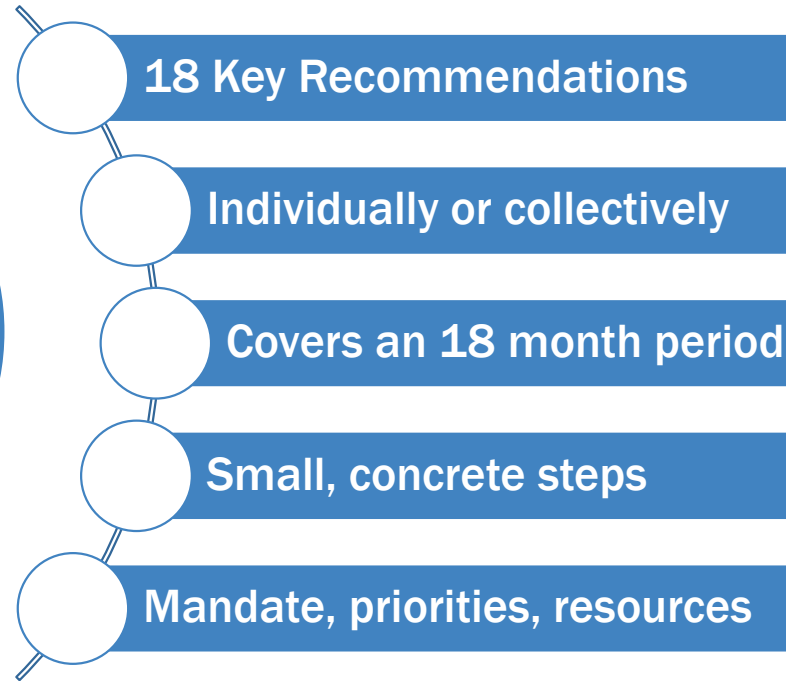 18 Key Recommendations
Individually or collectively
Covers an 18 month period
Small, concrete steps
Mandate, priorities, resources